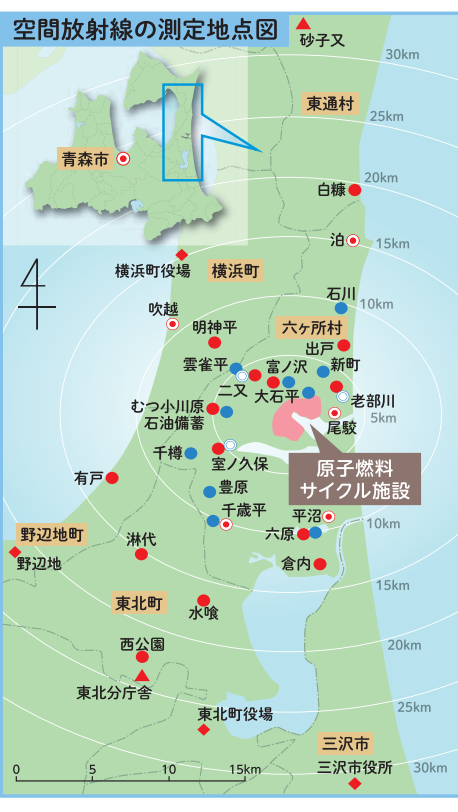 空間放射線の測定地点図
砂子又
30km
東通村
25km
青森市
20km
白糠
泊
15km
横浜町役場
横浜町
石川
10km
吹越
六ヶ所村
明神平
出戸
雲雀平
富ノ沢
新町
二又
大石平
老部川
むつ小川原
石油備蓄
尾駮
5km
千樽
室ノ久保
原子燃料
サイクル施設
有戸
豊原
千歳平
平沼
10km
野辺地町
淋代
六原
野辺地
倉内
15km
東北町
水喰
西公園
20km
東北分庁舎
東北町役場
25km
三沢市
三沢市役所
30km
0 5 10 15km